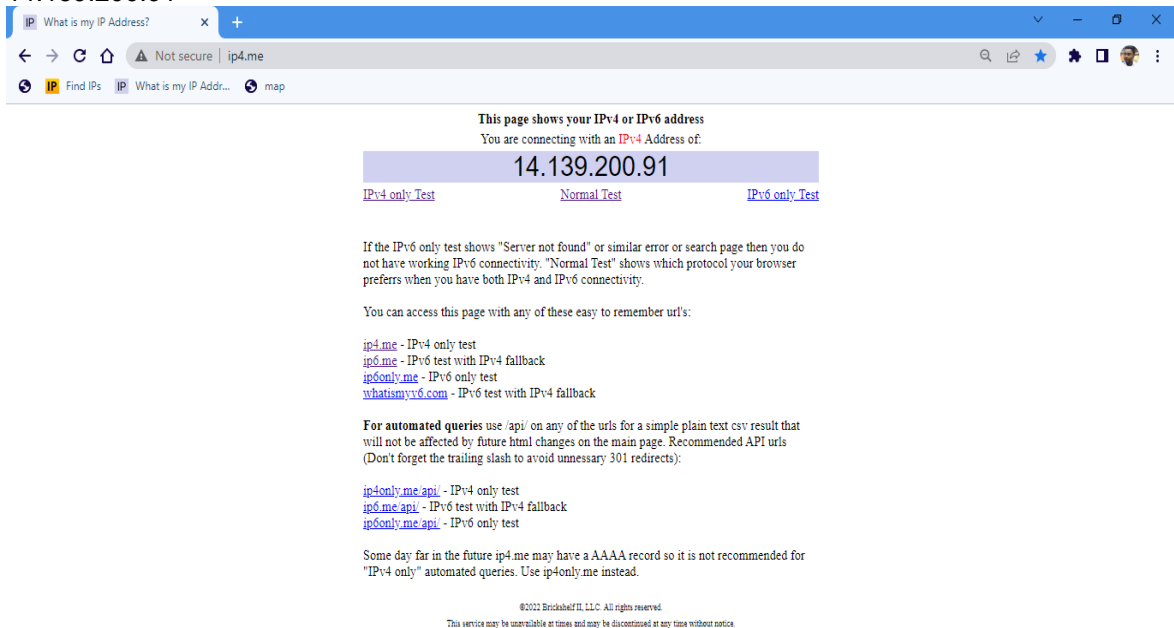 What is my IP Address?
Not secure | ip4.me
IP Find IPs IP What is my IP Addr... map
This page shows your IPv4 or IPv6 address
You are connecting with an IPv4 Address of:
14.139.200.91
IPv4 only Test Normal Test IPv6 only Test
If the IPv6 only test shows "Server not found" or similar error or search page then you do
not have working IPv6 connectivity. "Normal Test" shows which protocol your browser
preferrs when you have both IPv4 and IPv6 connectivity.
You can access this page with any of these easy to remember url's:
ip4.me - IPv4 only test
ip6.me - IPv6 test with IPv4 fallback
ip6only.me - IPv6 only test
whatismyv6.com - IPv6 test with IPv4 fallback
For automated queries use /api/ on any of the urls for a simple plain text csv result that
will not be affected by future html changes on the main page. Recommended API urls
(Don't forget the trailing slash to avoid unnessary 301 redirects):
ip4only.me/api/ - IPv4 only test
ip6.me/api/ - IPv6 test with IPv4 fallback
ip6only.me/api/ - IPv6 only test
Some day far in the future ip4.me may have a AAAA record so it is not recommended for
"IPv4 only" automated queries. Use ip4only.me instead.
©2022 Brickshelf II, LLC. All rights reserved.
This service may be unavailable at times and may be discontinued at any time without notice.